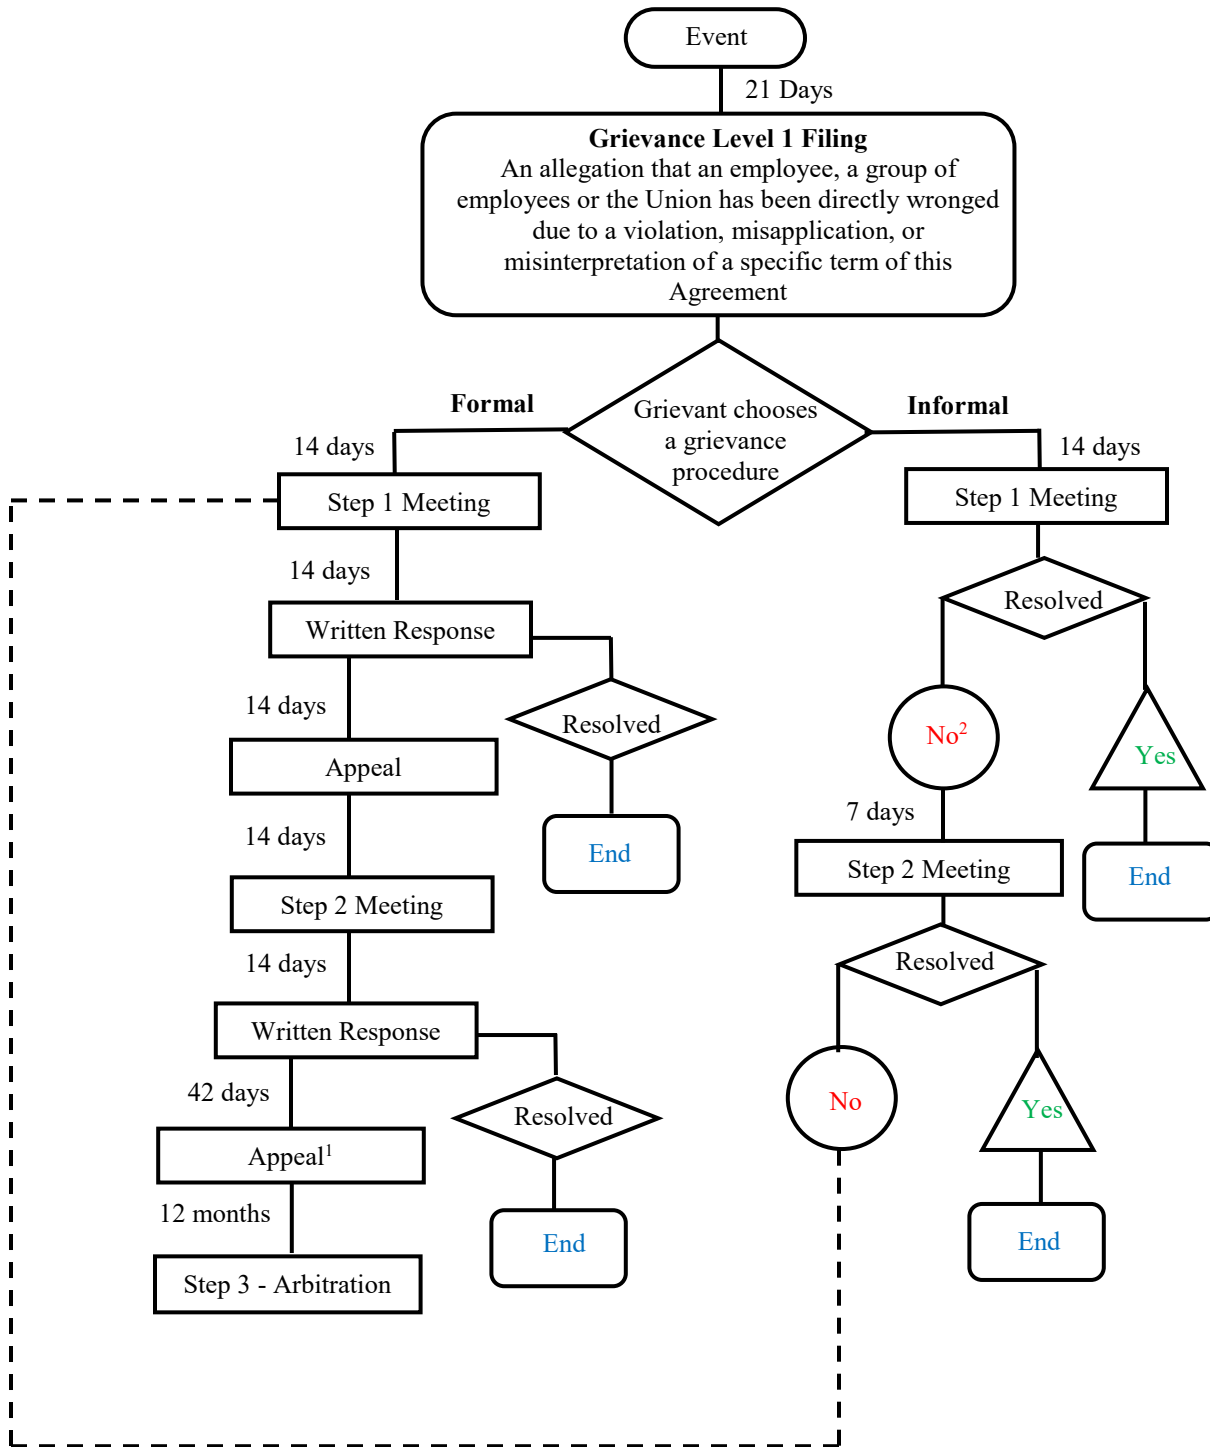 Event
21 Days
Grievance Level 1 Filing
An allegation that an employee, a group of
employees or the Union has been directly wronged
due to a violation, misapplication, or
misinterpretation of a specific term of this
Agreement
Formal
Informal
Grievant chooses
a grievance
procedure
14 days
14 days
Step 1 Meeting
Step 1 Meeting
14 days
Resolved
Written Response
14 days
Resolved
No²
Yes
Appeal
7 days
14 days
End
Step 2 Meeting
End
Step 2 Meeting
14 days
Resolved
Written Response
42 days
Resolved
No
Yes
Appeal¹
12 months
End
End
Step 3 - Arbitration